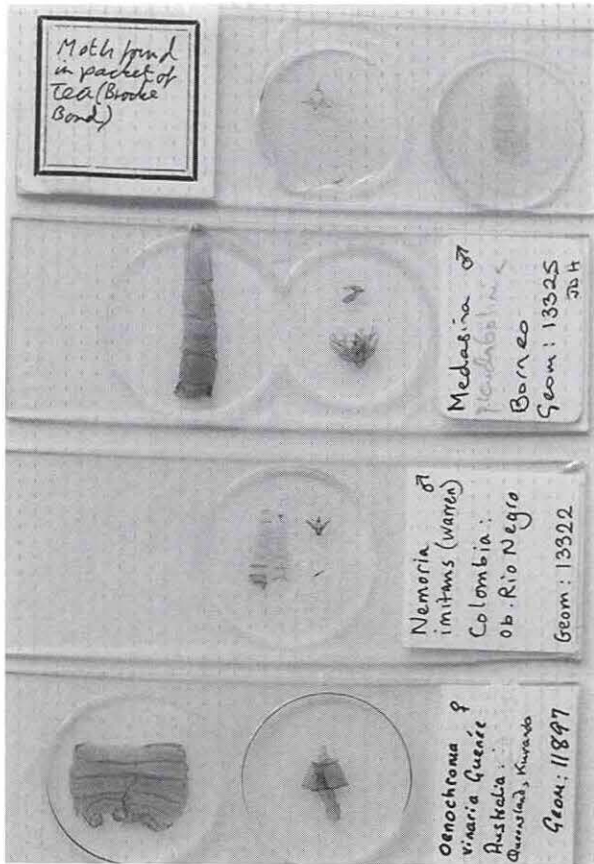 Moth found
in packet of
Tea (Brooke
Bond)
Medasina ♂
Borneo
Geom: 13325
JDH
Nemoria ♂
imitans (Warren)
Colombia:
Ob. Rio Negro
Geom: 13322
Oenochroma ♀
vinaria Guenée
Australia:
Queensland, Kuranda
Geom: 11897